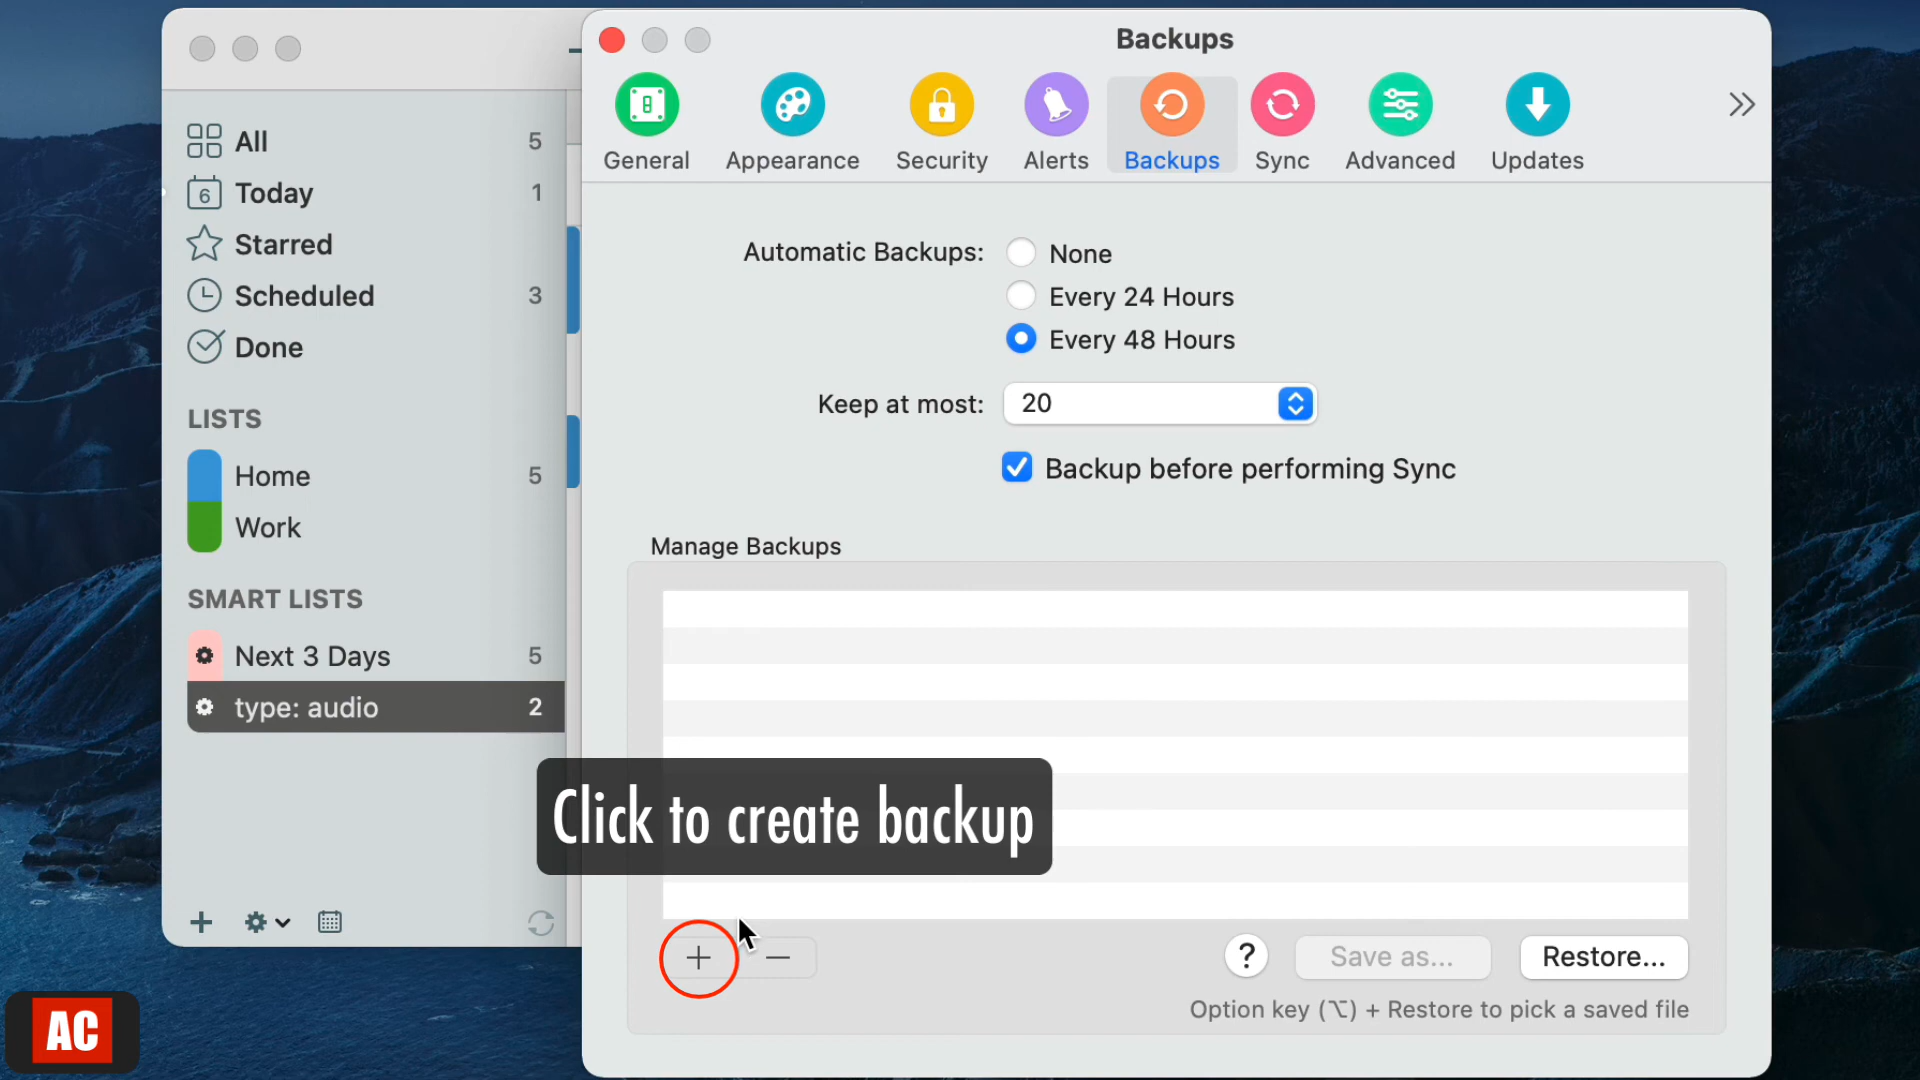 Backups
General
Appearance
Security
Alerts
Backups
Sync
Advanced
Updates
All 5
6 Today 1
Starred
Scheduled 3
Done
LISTS
Home 5
Work
SMART LISTS
Next 3 Days 5
type: audio 2
Automatic Backups: None
Every 24 Hours
Every 48 Hours
Keep at most: 20
Backup before performing Sync
Manage Backups
Click to create backup
+ − ? Save as... Restore...
Option key (⌥) + Restore to pick a saved file
AC